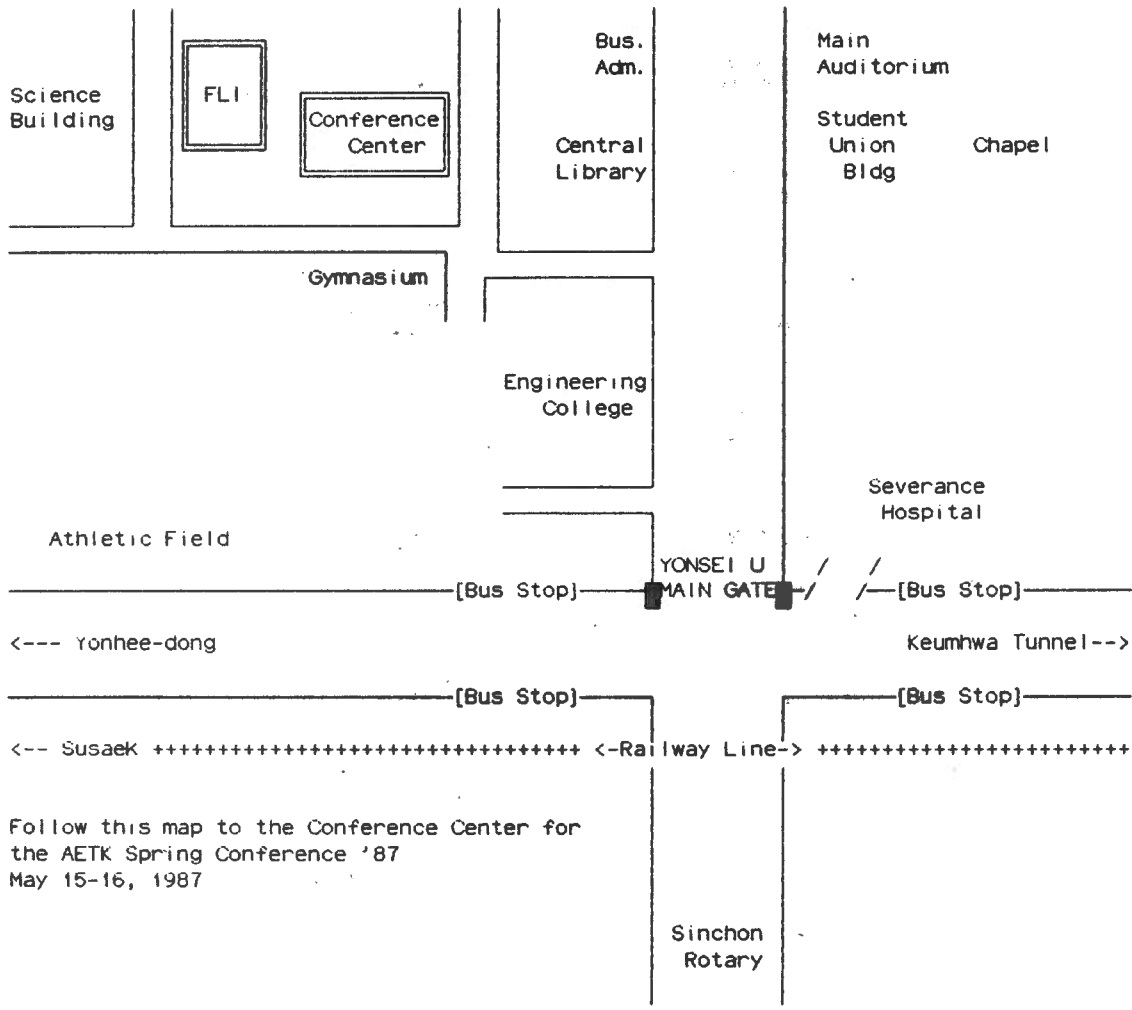 Bus.
Adm.
Main
Auditorium
Science
Building
FLI
Conference
Center
Central
Library
Student
Union
Bldg
Chapel
Gymnasium
Engineering
College
Severance
Hospital
Athletic Field
YONSEI U
MAIN GATE
[Bus Stop]
[Bus Stop]
<--- Yonhee-dong
Keumhwa Tunnel-->
[Bus Stop]
[Bus Stop]
<-- Susaek +++++++++++++++++++++++++++++++++ <-Railway Line-> ++++++++++++++++++++++++
Follow this map to the Conference Center for
the AETK Spring Conference '87
May 15-16, 1987
Sinchon
Rotary